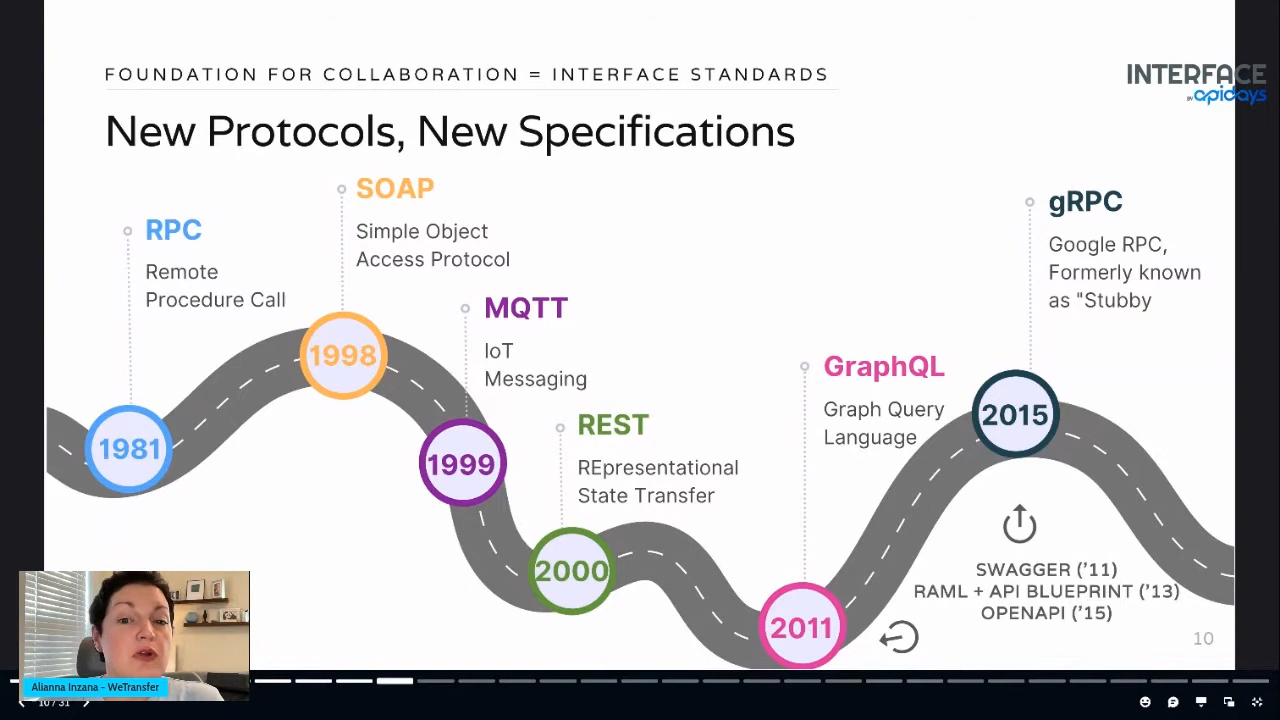 FOUNDATION FOR COLLABORATION = INTERFACE STANDARDS
INTERFACE
BY apidays
New Protocols, New Specifications
RPC
Remote
Procedure Call
1981
SOAP
Simple Object
Access Protocol
1998
MQTT
IoT
Messaging
1999
REST
REpresentational
State Transfer
2000
GraphQL
Graph Query
Language
2011
gRPC
Google RPC,
Formerly known
as "Stubby
2015
SWAGGER ('11)
RAML + API BLUEPRINT ('13)
OPENAPI ('15)
10
Alianna Inzana - WeTransfer
10 / 31